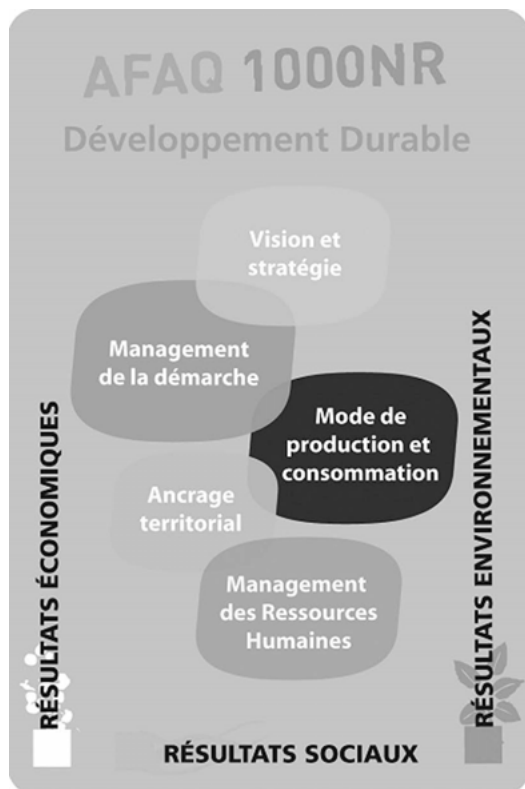 AFAQ 1000NR
Développement Durable
Vision et
stratégie
Management
de la démarche
Mode de
production et
consommation
Ancrage
territorial
Management
des Ressources
Humaines
RÉSULTATS ÉCONOMIQUES
RÉSULTATS ENVIRONNEMENTAUX
RÉSULTATS SOCIAUX